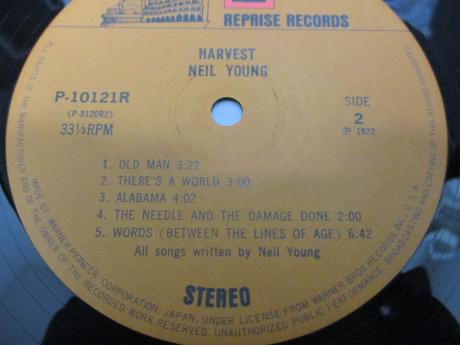 REPRISE RECORDS
HARVEST
NEIL YOUNG
P-10121R
(P-8120R2)
33⅓RPM
SIDE
2
Ⓟ 1972
1. OLD MAN 3:22
2. THERE'S A WORLD 3:00
3. ALABAMA 4:02
4. THE NEEDLE AND THE DAMAGE DONE 2:00
5. WORDS (BETWEEN THE LINES OF AGE) 6:42
All songs written by Neil Young
STEREO
MADE BY WARNER-PIONEER CORPORATION, JAPAN, UNDER LICENSE FROM WARNER BROS RECORDS INC., U.S.A.
ALL RIGHTS OF THE MANUFACTURER AND OF THE OWNER OF THE RECORDED WORK RESERVED. UNAUTHORIZED PUBLIC PERFORMANCE, BROADCASTING AND COPYING OF THIS RECORD PROHIBITED.